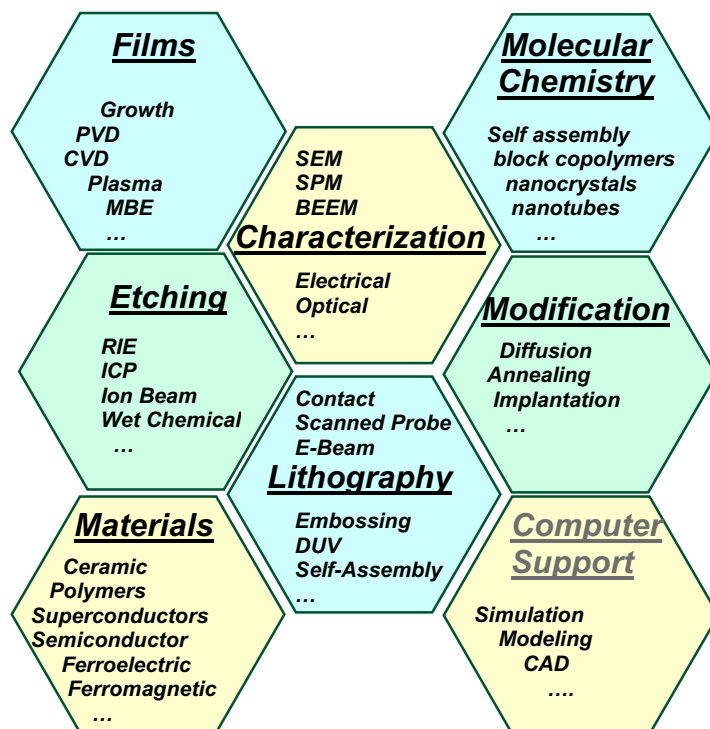 Films
Growth
PVD
CVD
Plasma
MBE
…
Molecular
Chemistry
Self assembly
block copolymers
nanocrystals
nanotubes
…
SEM
SPM
BEEM
Characterization
Electrical
Optical
…
Etching
RIE
ICP
Ion Beam
Wet Chemical
…
Modification
Diffusion
Annealing
Implantation
…
Contact
Scanned Probe
E-Beam
Lithography
Embossing
DUV
Self-Assembly
…
Materials
Ceramic
Polymers
Superconductors
Semiconductor
Ferroelectric
Ferromagnetic
…
Computer
Support
Simulation
Modeling
CAD
….